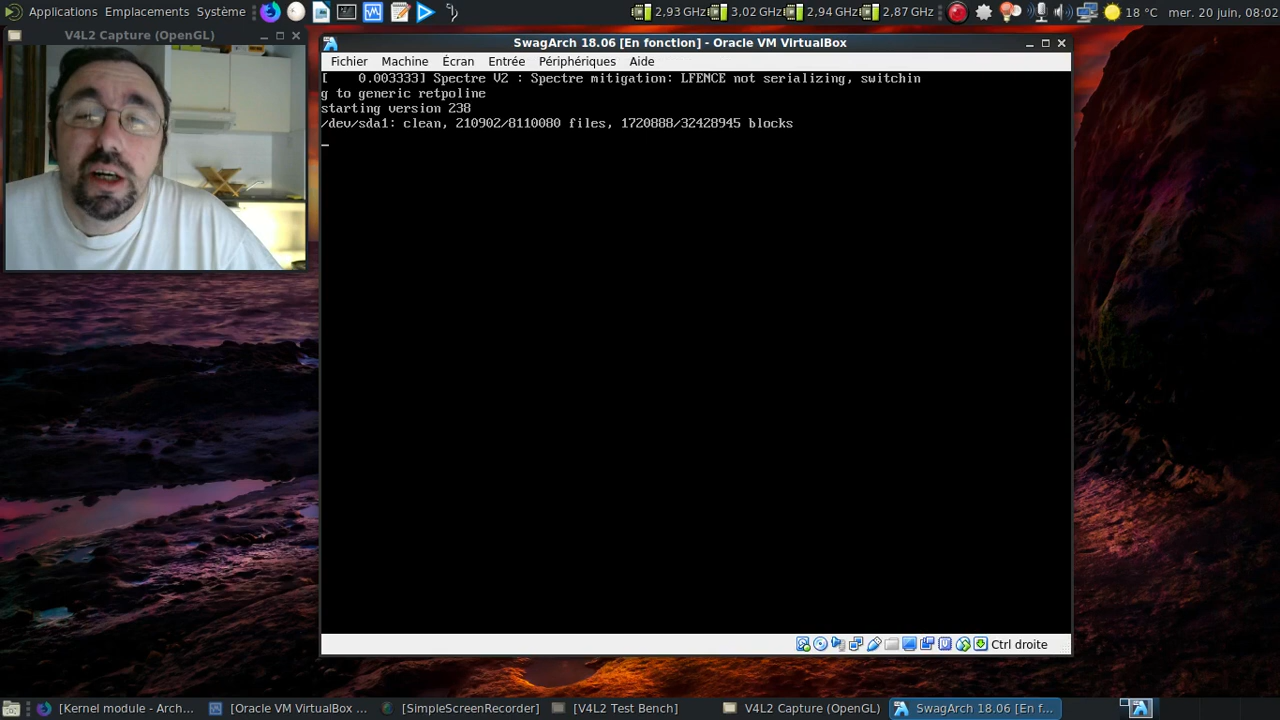 Applications Emplacements Système
2,93 GHz 3,02 GHz 2,94 GHz 2,87 GHz
18 °C mer. 20 juin, 08:02
V4L2 Capture (OpenGL)
SwagArch 18.06 [En fonction] - Oracle VM VirtualBox
Fichier Machine Écran Entrée Périphériques Aide
[    0.003333] Spectre V2 : Spectre mitigation: LFENCE not serializing, switchin
g to generic retpoline
starting version 238
/dev/sda1: clean, 210902/8110080 files, 1720888/32428945 blocks
Ctrl droite
[Kernel module - Arch... [Oracle VM VirtualBox ... [SimpleScreenRecorder] [V4L2 Test Bench] V4L2 Capture (OpenGL) SwagArch 18.06 [En f...